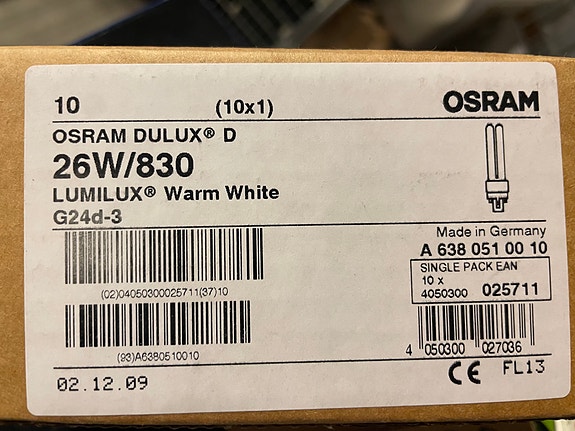 10 (10x1) OSRAM
OSRAM DULUX® D
26W/830
LUMILUX® Warm White
G24d-3
Made in Germany
A 638 051 00 10
SINGLE PACK EAN
10 x
4050300 025711
(02)04050300025711(37)10
(93)A6380510010
4 050300 027036
02.12.09
CE FL13